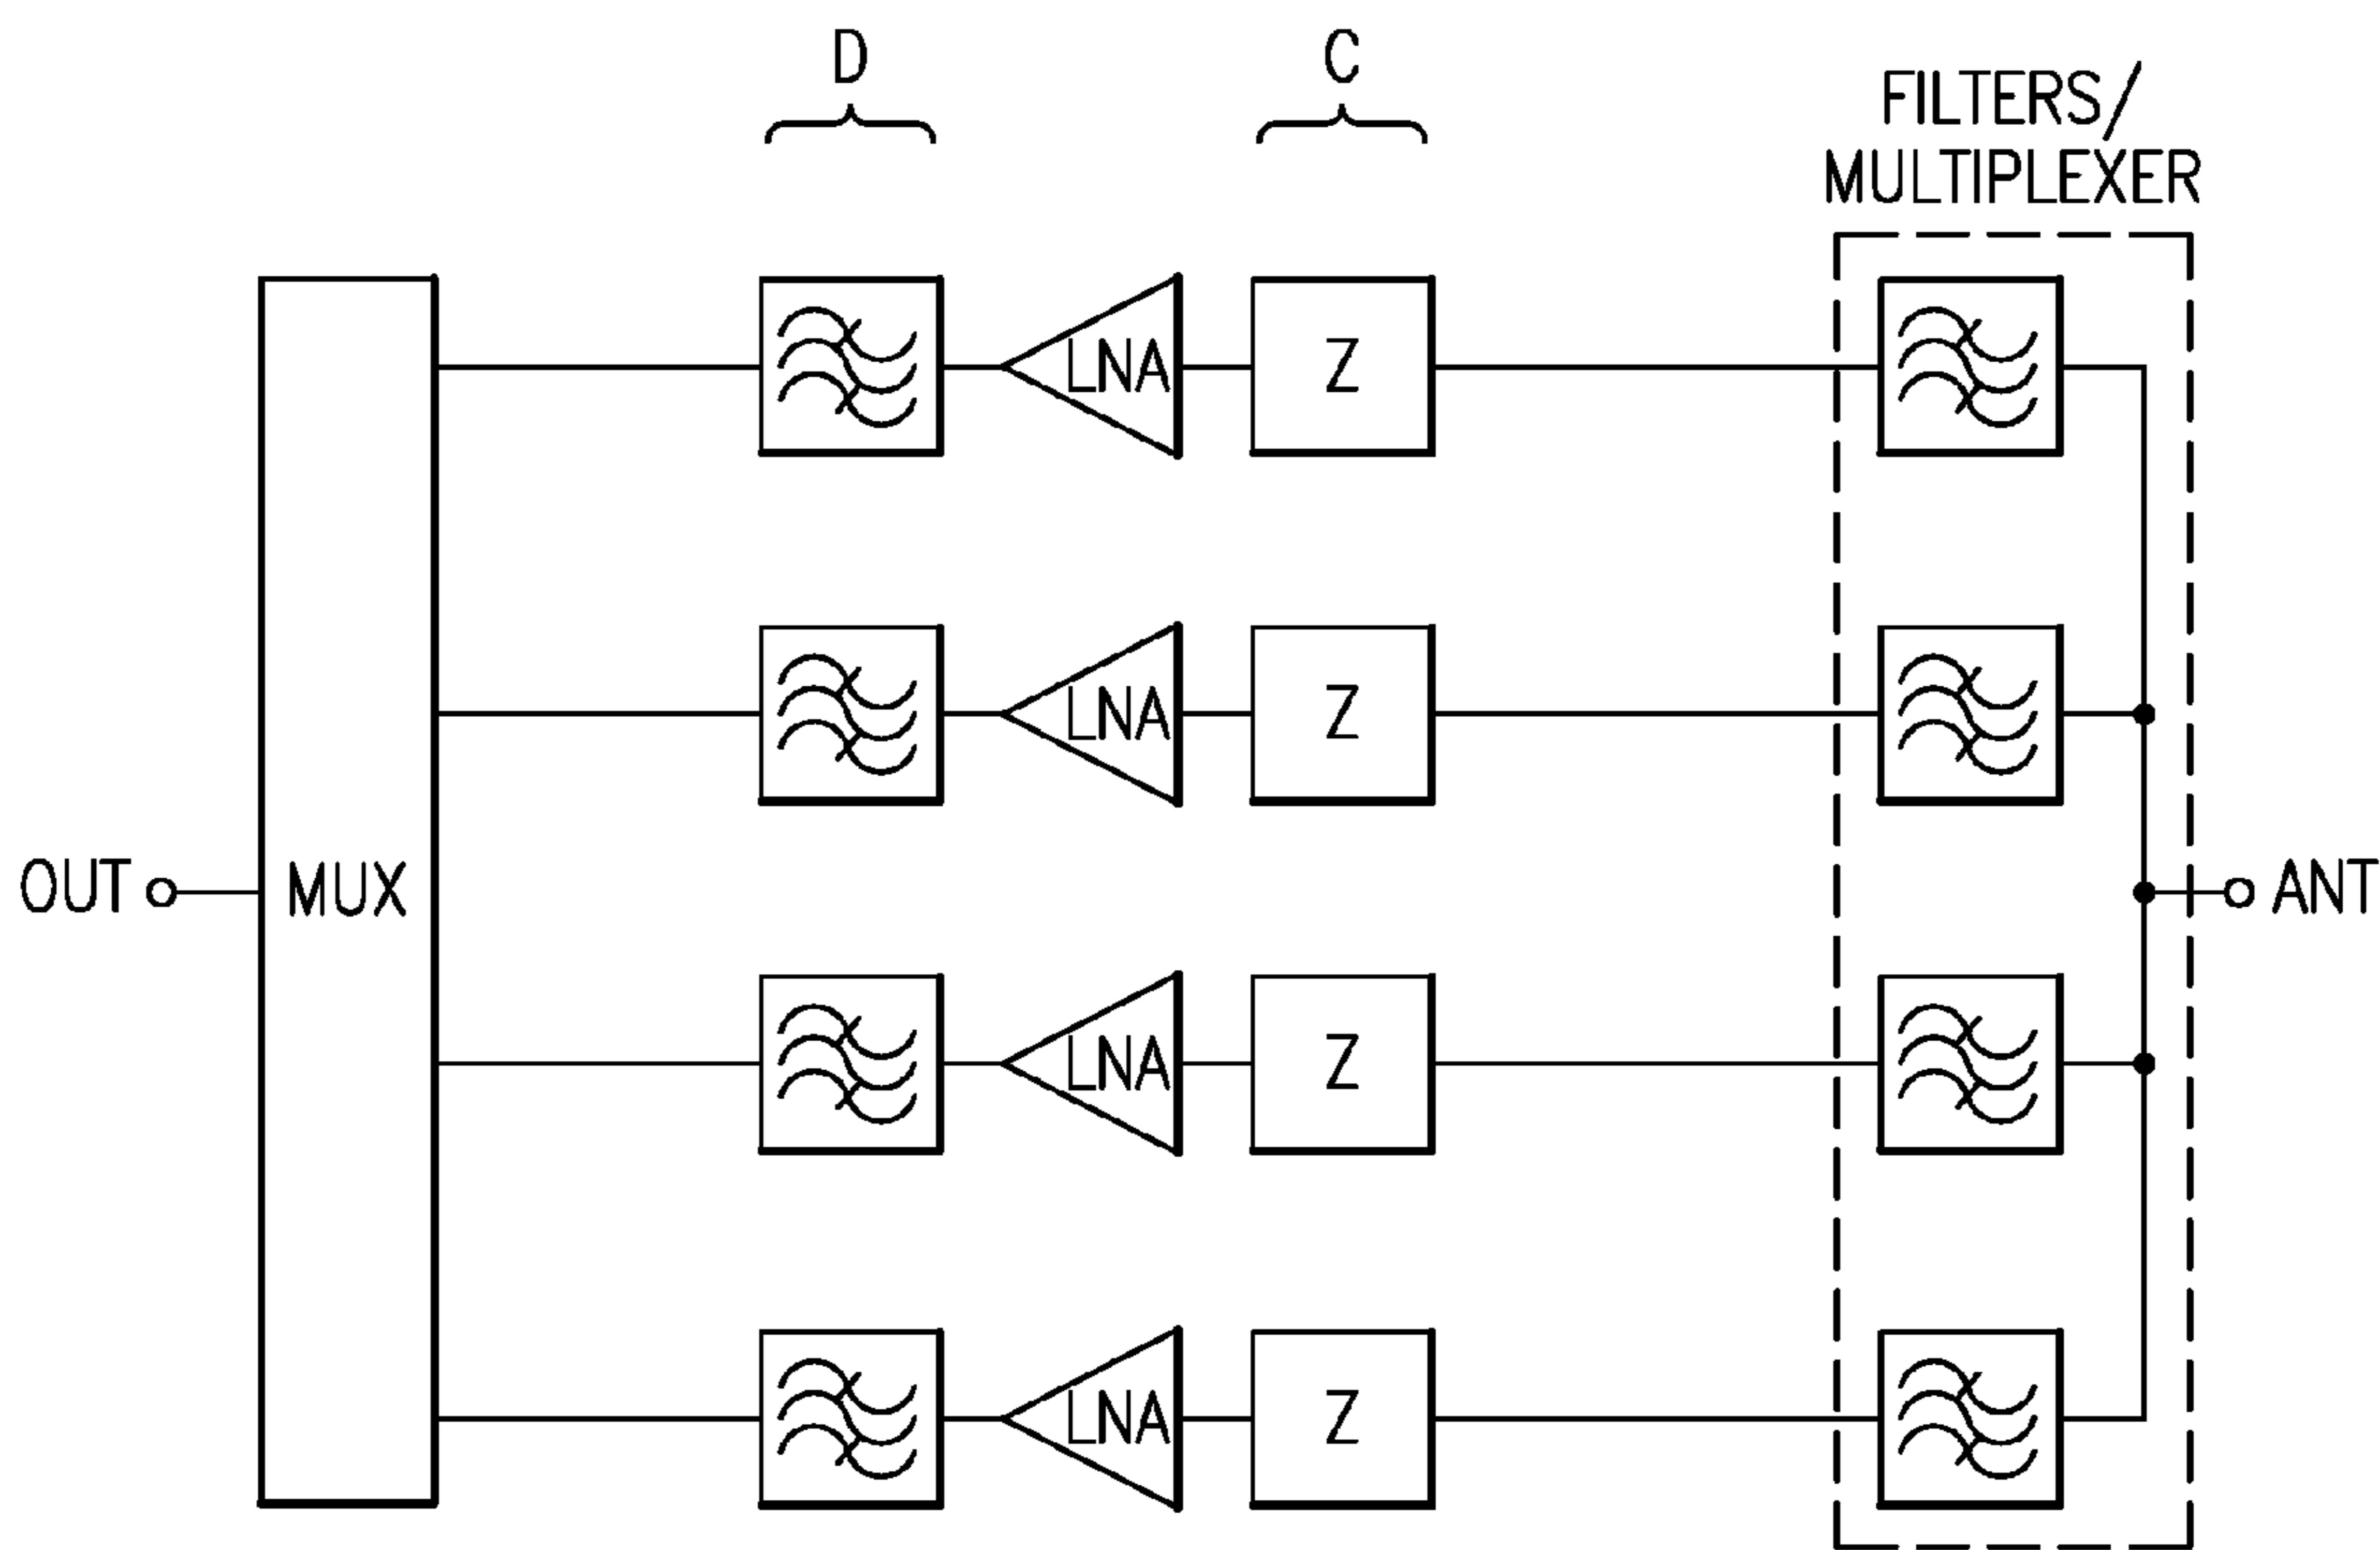 D
C
FILTERS/
MULTIPLEXER
LNA
Z
LNA
Z
OUT
MUX
ANT
LNA
Z
LNA
Z